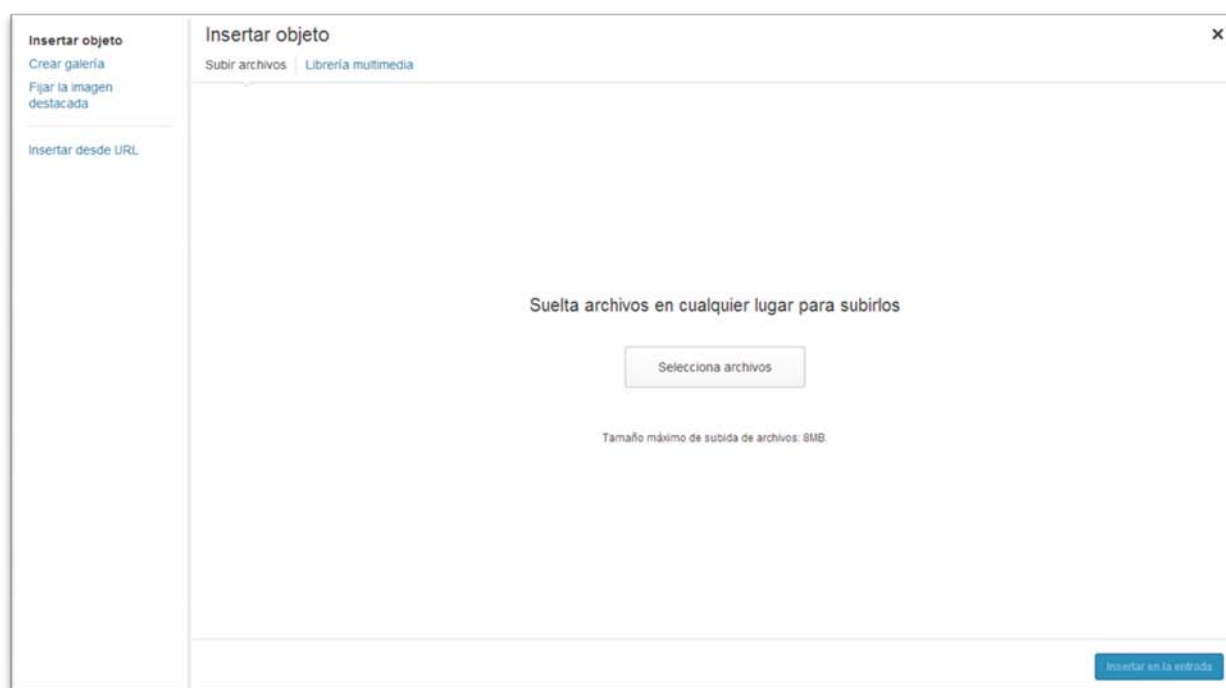 Insertar objeto
Crear galería
Fijar la imagen
destacada
Insertar desde URL
Insertar objeto
×
Subir archivos
Librería multimedia
Suelta archivos en cualquier lugar para subirlos
Selecciona archivos
Tamaño máximo de subida de archivos: 8MB.
Insertar en la entrada